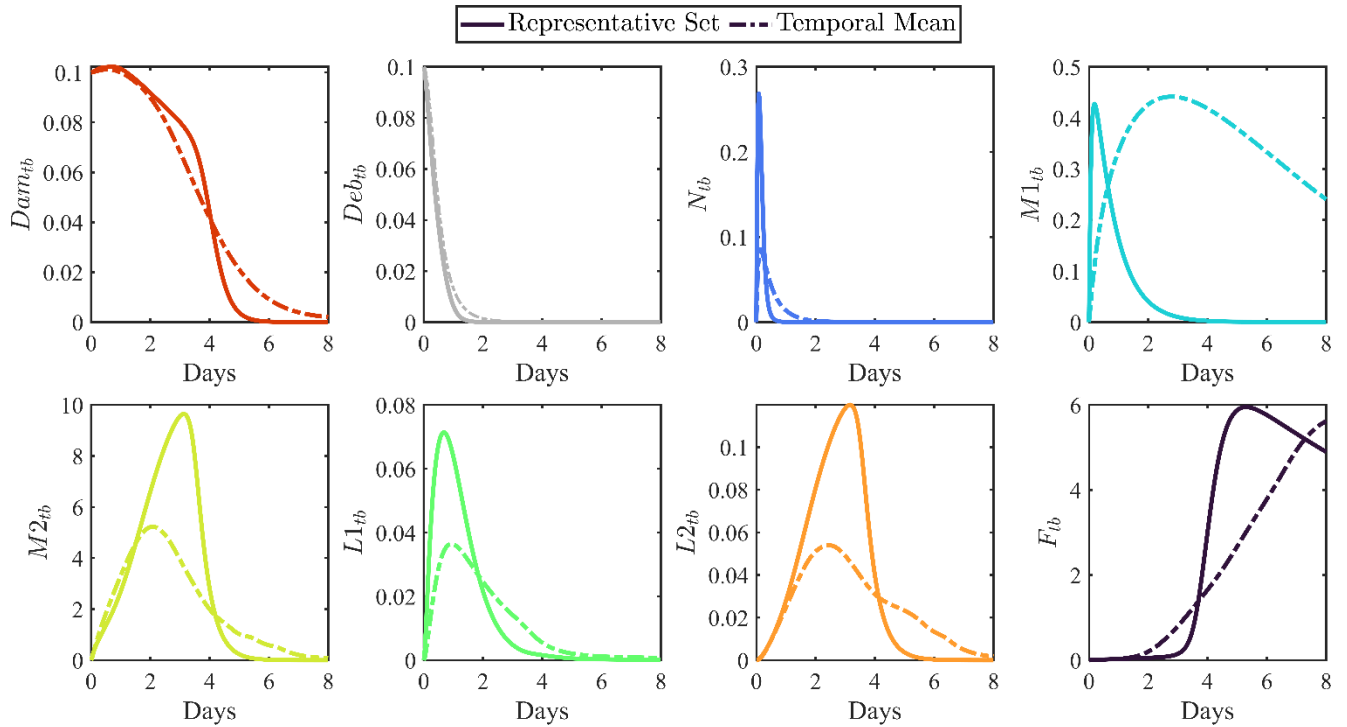 Representative Set Temporal Mean
0.1 0.08 0.06 0.04 0.02 0
Dam_tb
0 2 4 6 8
Days
0.1 0.08 0.06 0.04 0.02 0
Deb_tb
0 2 4 6 8
Days
0.3 0.2 0.1 0
N_tb
0 2 4 6 8
Days
0.5 0.4 0.3 0.2 0.1 0
M1_tb
0 2 4 6 8
Days
10 8 6 4 2 0
M2_tb
0 2 4 6 8
Days
0.08 0.06 0.04 0.02 0
L1_tb
0 2 4 6 8
Days
0.1 0.08 0.06 0.04 0.02 0
L2_tb
0 2 4 6 8
Days
6 4 2 0
F_tb
0 2 4 6 8
Days